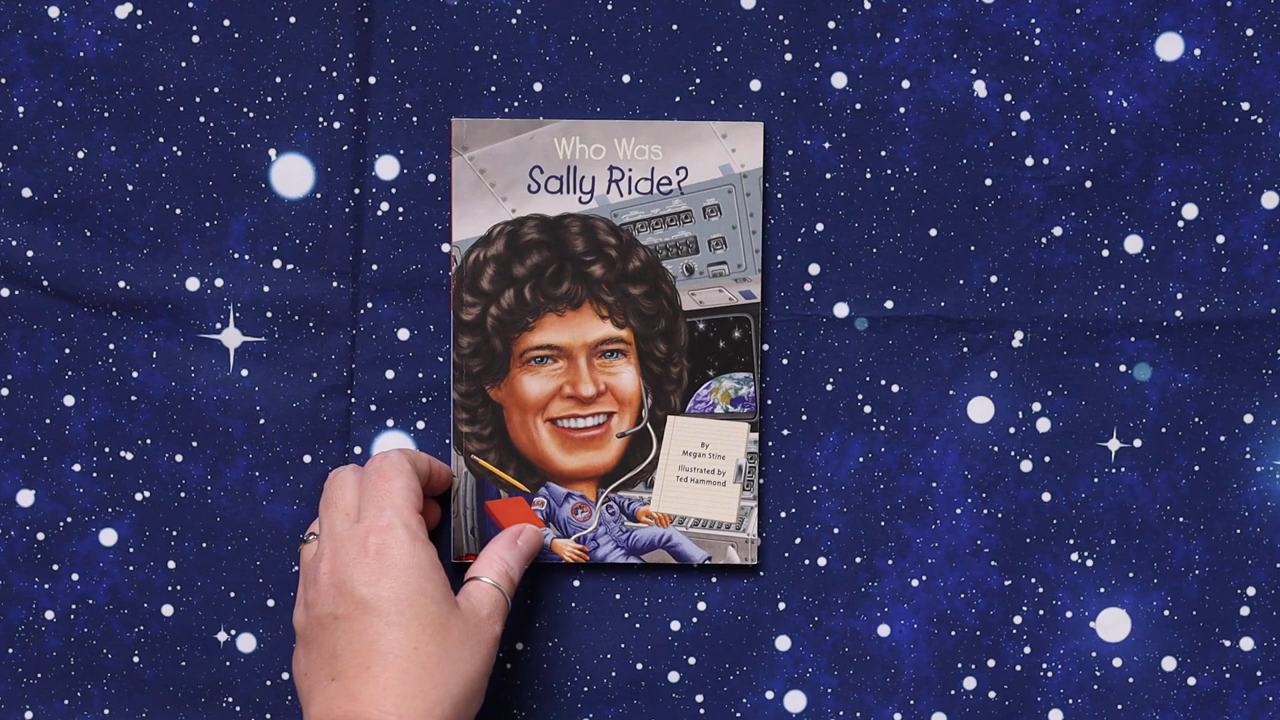 Who Was
Sally Ride?
By
Megan Stine
Illustrated by
Ted Hammond